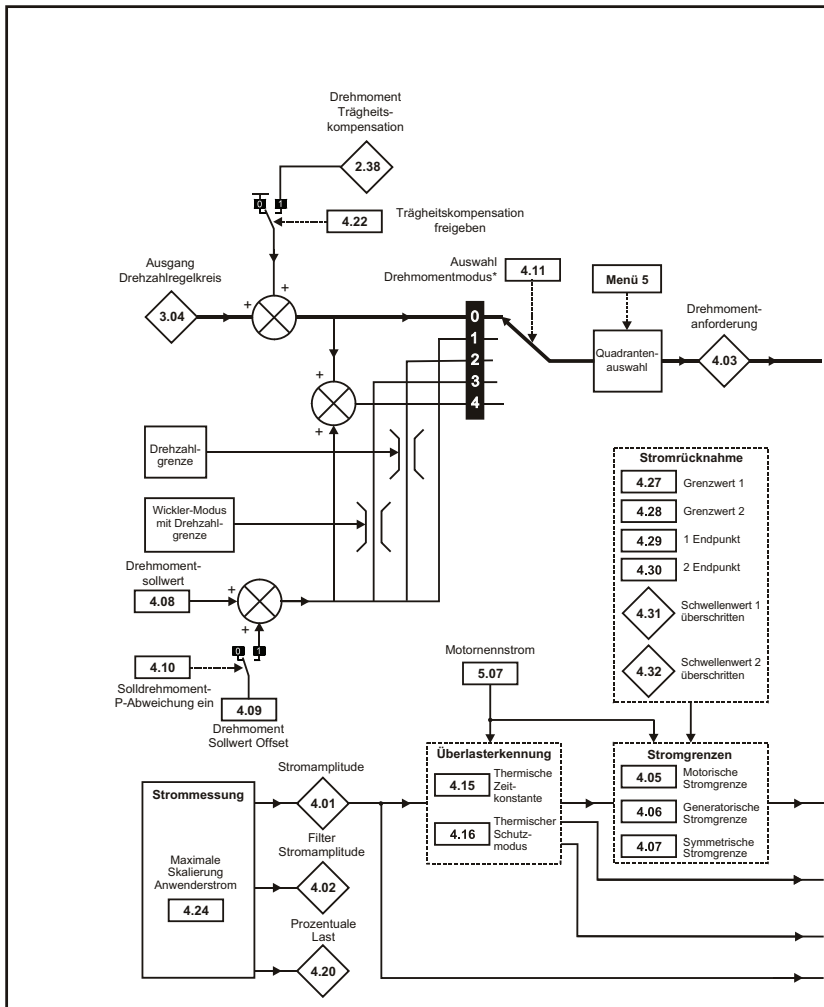 Drehmoment
Trägheits-
kompensation
2.38
0 1
4.22
Trägheitskompensation
freigeben
Ausgang
Drehzahlregelkreis
3.04
+
+
Auswahl
Drehmomentmodus*
4.11
Menü 5
Drehmoment-
anforderung
0
1
2
3
4
Quadranten-
auswahl
4.03
+
+
Drehzahl-
grenze
Wickler-Modus
mit Drehzahl-
grenze
Drehmoment-
sollwert
4.08
+
+
0 1
4.10
Solldrehmoment-
P-Abweichung ein
4.09
Drehmoment
Sollwert Offset
Stromrücknahme
4.27 Grenzwert 1
4.28 Grenzwert 2
4.29 1 Endpunkt
4.30 2 Endpunkt
4.31 Schwellenwert 1
überschritten
4.32 Schwellenwert 2
überschritten
Motornennstrom
5.07
Strommessung
Maximale
Skalierung
Anwenderstrom
4.24
Stromamplitude
4.01
Filter
Stromamplitude
4.02
Prozentuale
Last
4.20
Überlasterkennung
4.15 Thermische
Zeit-
konstante
4.16 Thermischer
Schutz-
modus
Stromgrenzen
4.05 Motorische
Stromgrenze
4.06 Generatorische
Stromgrenze
4.07 Symmetrische
Stromgrenze